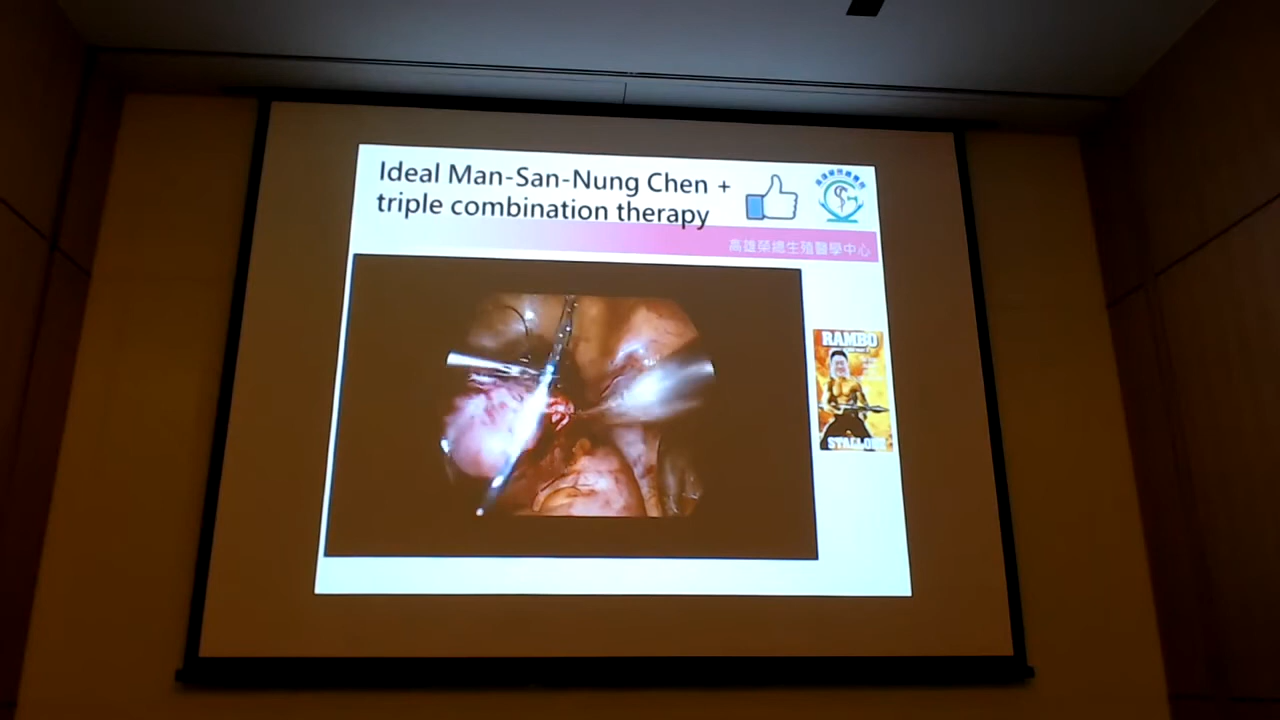 Ideal Man-San-Nung Chen +
triple combination therapy
高雄榮總生殖醫學中心
RAMBO
STALLONE